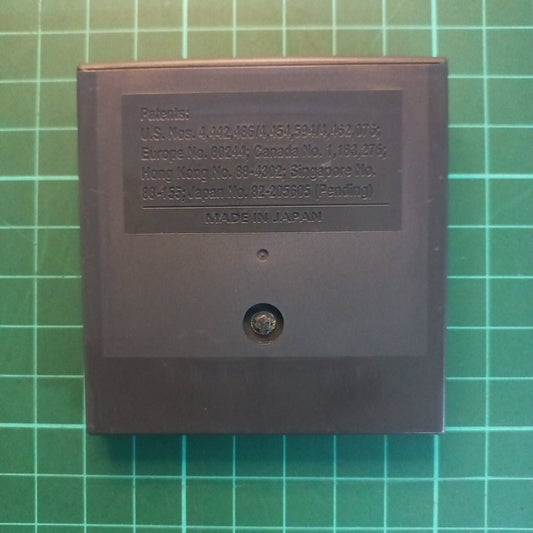 Patents:
U.S. Nos. 4,442,486/4,454,594/4,462,076;
Europe No. 80244; Canada No. 1,183,276;
Hong Kong No. 88-4302; Singapore No.
88-155; Japan No. 82-205605 (Pending)
MADE IN JAPAN